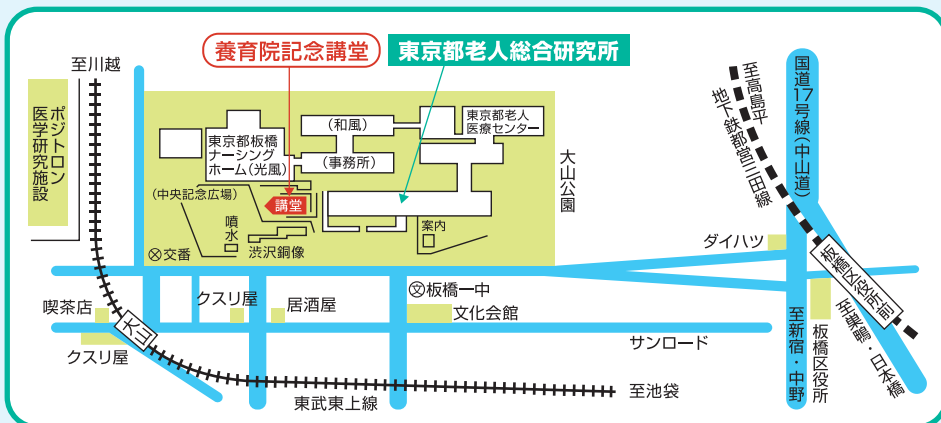 養育院記念講堂
東京都老人総合研究所
至川越
ポジトロン
医学研究施設
東京都板橋
ナーシング
ホーム(光風)
(和風)
(事務所)
東京都老人
医療センター
(中央記念広場)
講堂
噴水
渋沢銅像
案内
交番
大山公園
至高島平
地下鉄都営三田線
国道17号線(中山道)
ダイハツ
板橋区役所前
至巣鴨・日本橋
板橋区役所
至新宿・中野
喫茶店
クスリ屋
大山
クスリ屋
居酒屋
文板橋一中
文化会館
サンロード
東武東上線
至池袋